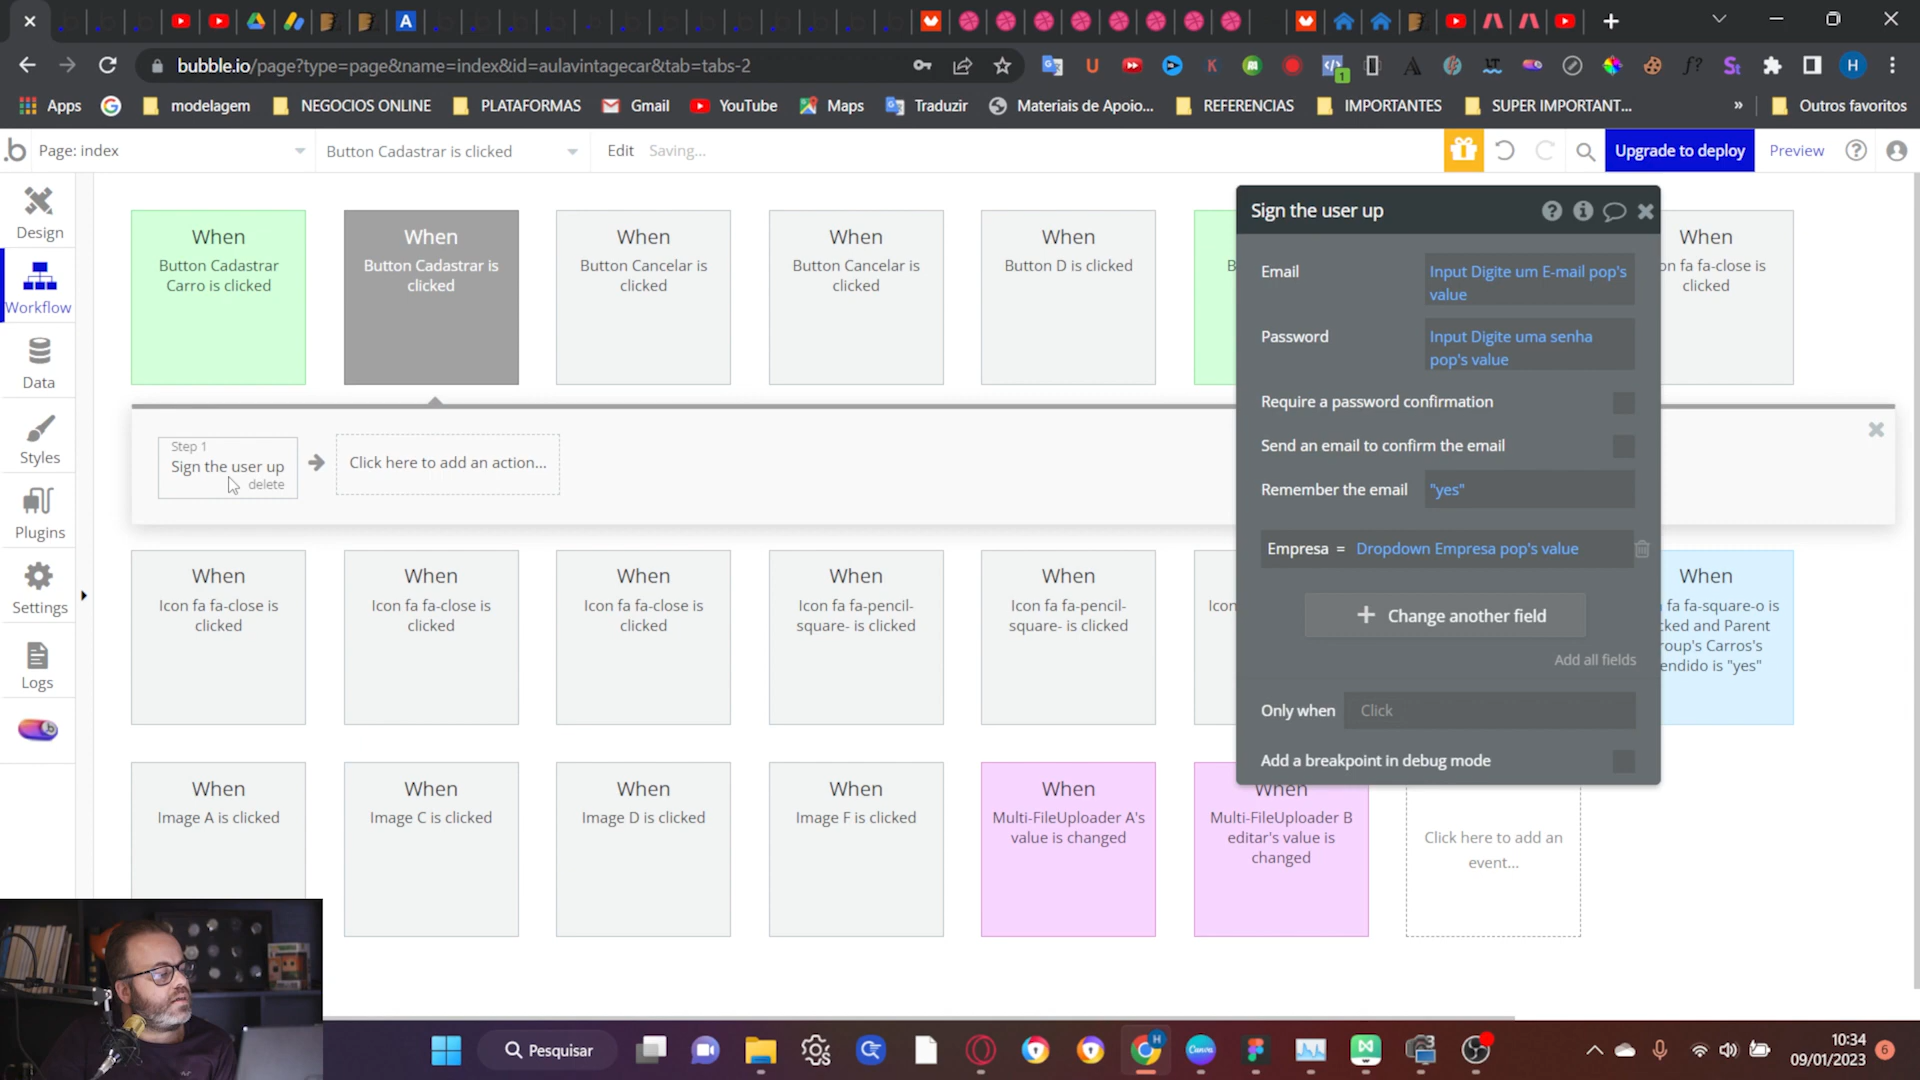 bubble.io/page?type=page&name=index&id=aulavintagecar&tab=tabs-2
Apps
modelagem
NEGOCIOS ONLINE
PLATAFORMAS
Gmail
YouTube
Maps
Traduzir
Materiais de Apoio...
REFERENCIAS
IMPORTANTES
SUPER IMPORTANT...
»
Outros favoritos
Page: index
Button Cadastrar is clicked
Edit
Saving...
Upgrade to deploy
Preview
Design
Workflow
Data
Styles
Plugins
Settings
Logs
When
Button Cadastrar
Carro is clicked
When
Button Cadastrar is
clicked
When
Button Cancelar is
clicked
When
Button Cancelar is
clicked
When
Button D is clicked
When
on fa fa-close is
clicked
Sign the user up
Email
Input Digite um E-mail pop's
value
Password
Input Digite uma senha
pop's value
Require a password confirmation
Send an email to confirm the email
Remember the email
"yes"
Empresa = Dropdown Empresa pop's value
Change another field
Add all fields
Only when
Click
Add a breakpoint in debug mode
Step 1
Sign the user up
delete
Click here to add an action...
When
Icon fa fa-close is
clicked
When
Icon fa fa-close is
clicked
When
Icon fa fa-close is
clicked
When
Icon fa fa-pencil-
square- is clicked
When
Icon fa fa-pencil-
square- is clicked
Icon
When
fa fa-square-o is
cked and Parent
roup's Carros's
endido is "yes"
When
Image A is clicked
When
Image C is clicked
When
Image D is clicked
When
Image F is clicked
When
Multi-FileUploader A's
value is changed
When
Multi-FileUploader B
editar's value is
changed
Click here to add an
event...
Pesquisar
10:34
09/01/2023
6